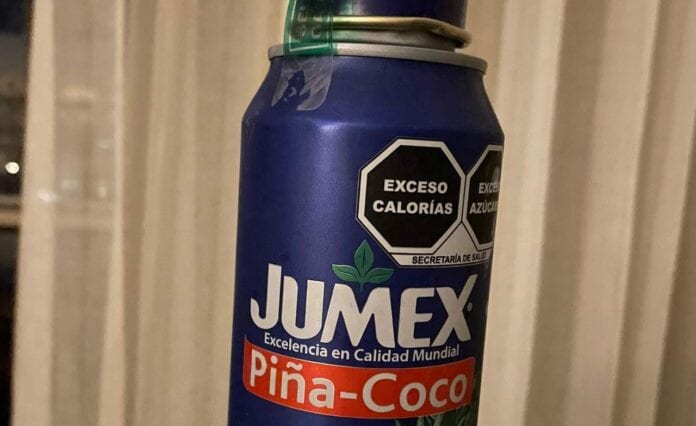 EXCESO
CALORÍAS
SECRETARÍA DE SALUD
JUMEX
Excelencia en Calidad Mundial
Piña-Coco